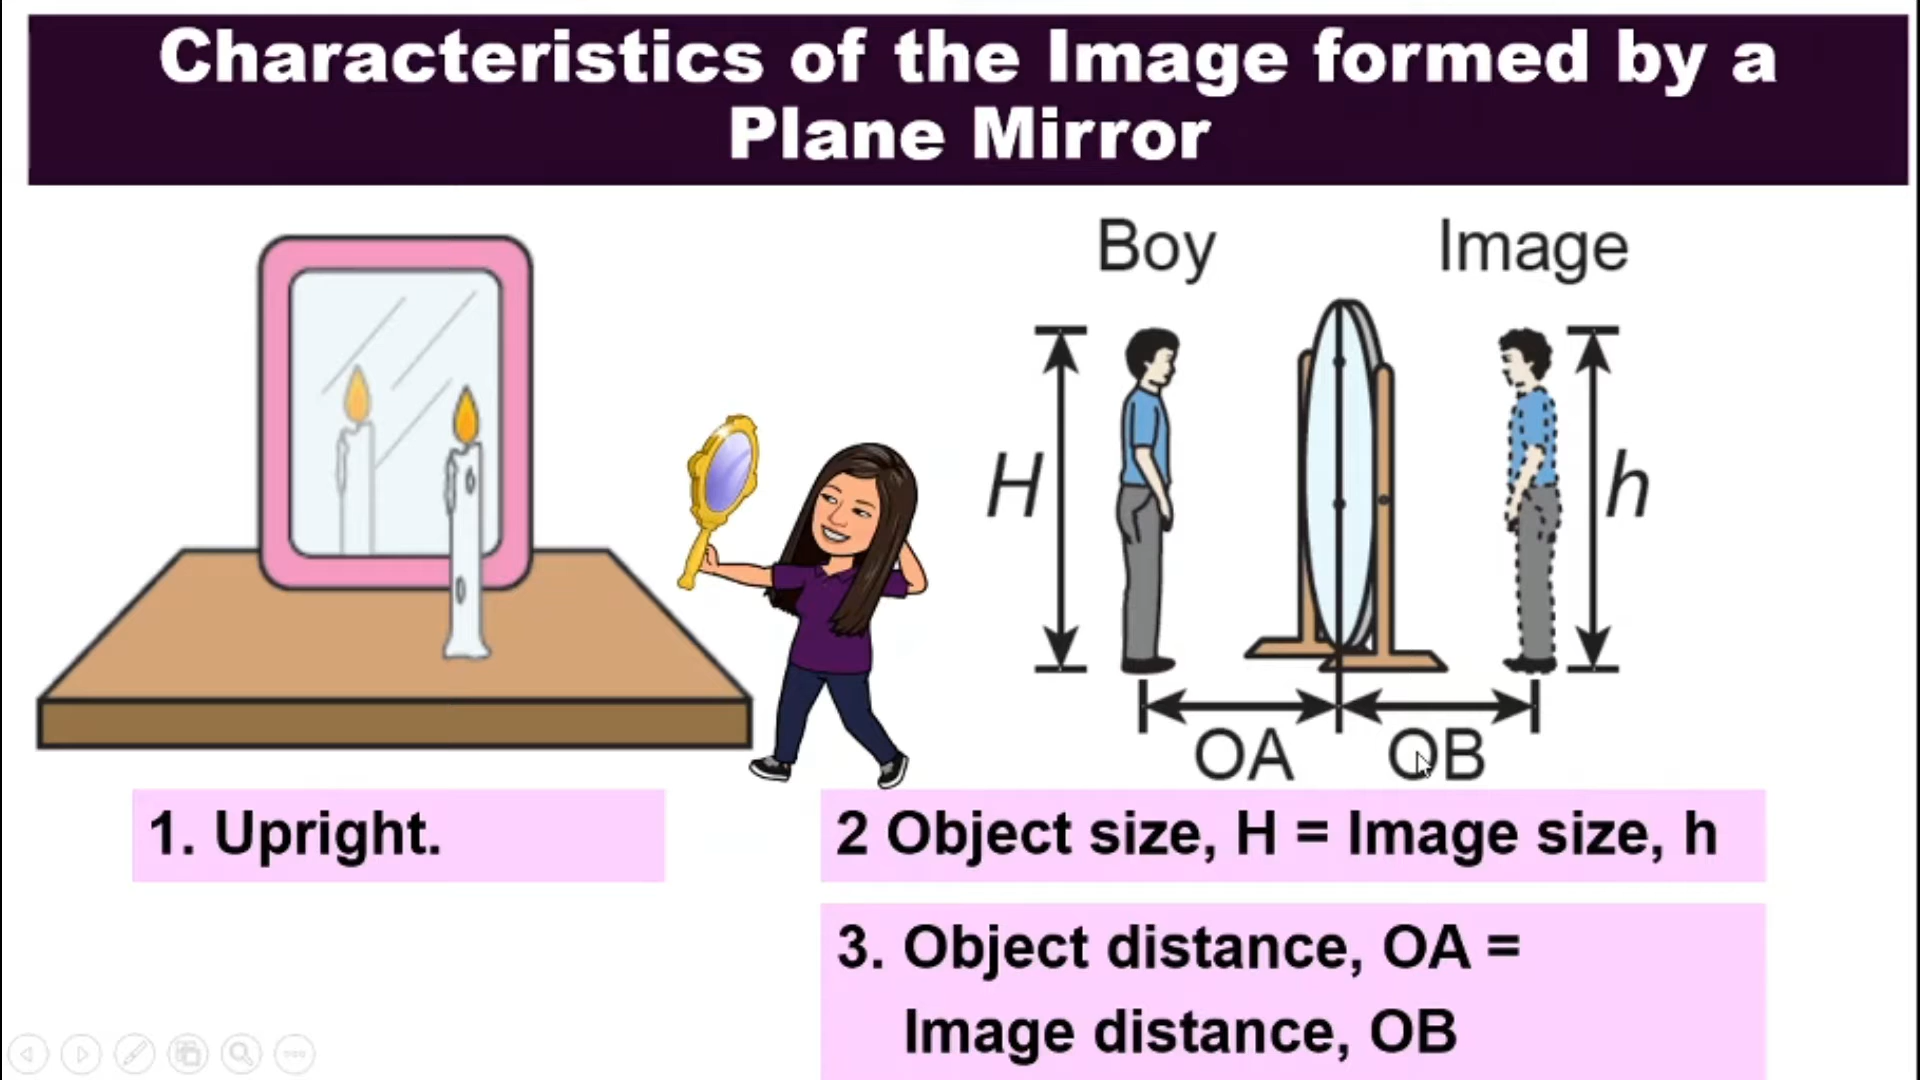 Characteristics of the Image formed by a
Plane Mirror
Boy
Image
H
h
OA
OB
1. Upright.
2 Object size, H = Image size, h
3. Object distance, OA =
Image distance, OB